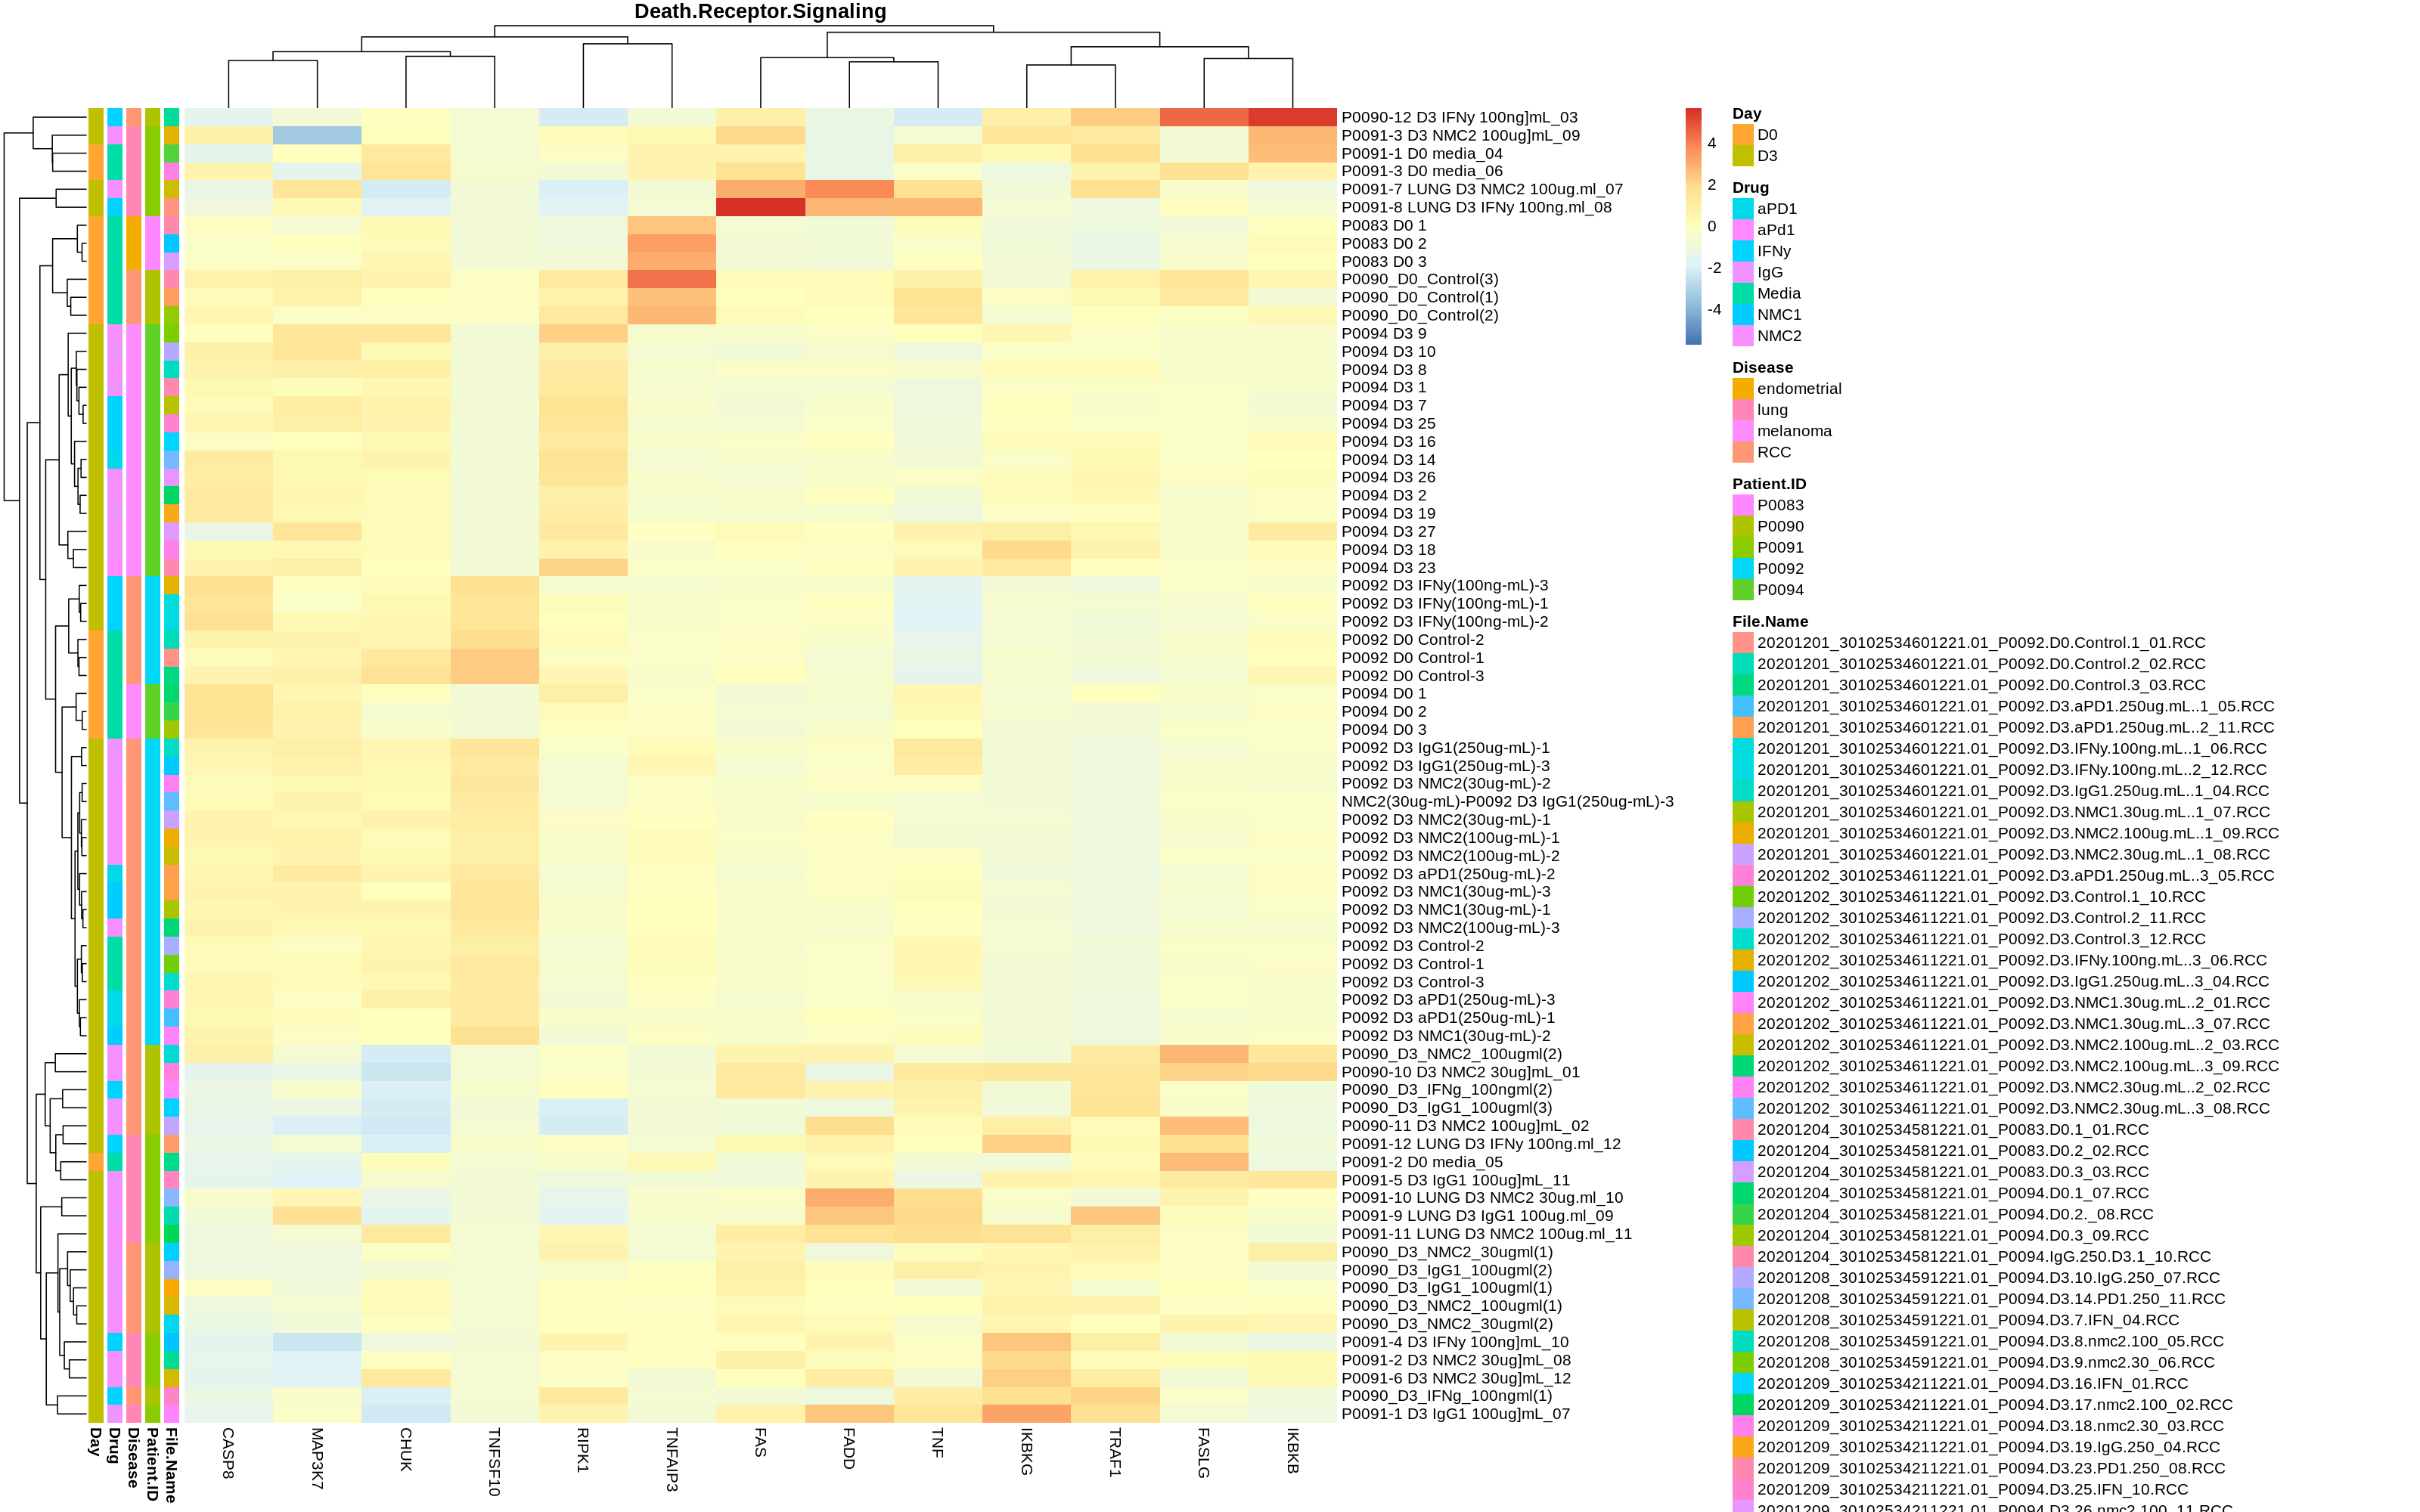 Death.Receptor.Signaling
P0090-12 D3 IFNy 100ng]mL_03
P0091-3 D3 NMC2 100ug]mL_09
P0091-1 D0 media_04
P0091-3 D0 media_06
P0091-7 LUNG D3 NMC2 100ug.ml_07
P0091-8 LUNG D3 IFNy 100ng.ml_08
P0083 D0 1
P0083 D0 2
P0083 D0 3
P0090_D0_Control(3)
P0090_D0_Control(1)
P0090_D0_Control(2)
P0094 D3 9
P0094 D3 10
P0094 D3 8
P0094 D3 1
P0094 D3 7
P0094 D3 25
P0094 D3 16
P0094 D3 14
P0094 D3 26
P0094 D3 2
P0094 D3 19
P0094 D3 27
P0094 D3 18
P0094 D3 23
P0092 D3 IFNy(100ng-mL)-3
P0092 D3 IFNy(100ng-mL)-1
P0092 D3 IFNy(100ng-mL)-2
P0092 D0 Control-2
P0092 D0 Control-1
P0092 D0 Control-3
P0094 D0 1
P0094 D0 2
P0094 D0 3
P0092 D3 IgG1(250ug-mL)-1
P0092 D3 IgG1(250ug-mL)-3
P0092 D3 NMC2(30ug-mL)-2
NMC2(30ug-mL)-P0092 D3 IgG1(250ug-mL)-3
P0092 D3 NMC2(30ug-mL)-1
P0092 D3 NMC2(100ug-mL)-1
P0092 D3 NMC2(100ug-mL)-2
P0092 D3 aPD1(250ug-mL)-2
P0092 D3 NMC1(30ug-mL)-3
P0092 D3 NMC1(30ug-mL)-1
P0092 D3 NMC2(100ug-mL)-3
P0092 D3 Control-2
P0092 D3 Control-1
P0092 D3 Control-3
P0092 D3 aPD1(250ug-mL)-3
P0092 D3 aPD1(250ug-mL)-1
P0092 D3 NMC1(30ug-mL)-2
P0090_D3_NMC2_100ugml(2)
P0090-10 D3 NMC2 30ug]mL_01
P0090_D3_IFNg_100ngml(2)
P0090_D3_IgG1_100ugml(3)
P0090-11 D3 NMC2 100ug]mL_02
P0091-12 LUNG D3 IFNy 100ng.ml_12
P0091-2 D0 media_05
P0091-5 D3 IgG1 100ug]mL_11
P0091-10 LUNG D3 NMC2 30ug.ml_10
P0091-9 LUNG D3 IgG1 100ug.ml_09
P0091-11 LUNG D3 NMC2 100ug.ml_11
P0090_D3_NMC2_30ugml(1)
P0090_D3_IgG1_100ugml(2)
P0090_D3_IgG1_100ugml(1)
P0090_D3_NMC2_100ugml(1)
P0090_D3_NMC2_30ugml(2)
P0091-4 D3 IFNy 100ng]mL_10
P0091-2 D3 NMC2 30ug]mL_08
P0091-6 D3 NMC2 30ug]mL_12
P0090_D3_IFNg_100ngml(1)
P0091-1 D3 IgG1 100ug]mL_07
Day
Drug
Disease
Patient.ID
File.Name
CASP8
MAP3K7
CHUK
TNFSF10
RIPK1
TNFAIP3
FAS
FADD
TNF
IKBKG
TRAF1
FASLG
IKBKB
4
2
0
-2
-4
Day
D0
D3
Drug
aPD1
aPd1
IFNy
IgG
Media
NMC1
NMC2
Disease
endometrial
lung
melanoma
RCC
Patient.ID
P0083
P0090
P0091
P0092
P0094
File.Name
20201201_30102534601221.01_P0092.D0.Control.1_01.RCC
20201201_30102534601221.01_P0092.D0.Control.2_02.RCC
20201201_30102534601221.01_P0092.D0.Control.3_03.RCC
20201201_30102534601221.01_P0092.D3.aPD1.250ug.mL..1_05.RCC
20201201_30102534601221.01_P0092.D3.aPD1.250ug.mL..2_11.RCC
20201201_30102534601221.01_P0092.D3.IFNy.100ng.mL..1_06.RCC
20201201_30102534601221.01_P0092.D3.IFNy.100ng.mL..2_12.RCC
20201201_30102534601221.01_P0092.D3.IgG1.250ug.mL..1_04.RCC
20201201_30102534601221.01_P0092.D3.NMC1.30ug.mL..1_07.RCC
20201201_30102534601221.01_P0092.D3.NMC2.100ug.mL..1_09.RCC
20201201_30102534601221.01_P0092.D3.NMC2.30ug.mL..1_08.RCC
20201202_30102534611221.01_P0092.D3.aPD1.250ug.mL..3_05.RCC
20201202_30102534611221.01_P0092.D3.Control.1_10.RCC
20201202_30102534611221.01_P0092.D3.Control.2_11.RCC
20201202_30102534611221.01_P0092.D3.Control.3_12.RCC
20201202_30102534611221.01_P0092.D3.IFNy.100ng.mL..3_06.RCC
20201202_30102534611221.01_P0092.D3.IgG1.250ug.mL..3_04.RCC
20201202_30102534611221.01_P0092.D3.NMC1.30ug.mL..2_01.RCC
20201202_30102534611221.01_P0092.D3.NMC1.30ug.mL..3_07.RCC
20201202_30102534611221.01_P0092.D3.NMC2.100ug.mL..2_03.RCC
20201202_30102534611221.01_P0092.D3.NMC2.100ug.mL..3_09.RCC
20201202_30102534611221.01_P0092.D3.NMC2.30ug.mL..2_02.RCC
20201202_30102534611221.01_P0092.D3.NMC2.30ug.mL..3_08.RCC
20201204_30102534581221.01_P0083.D0.1_01.RCC
20201204_30102534581221.01_P0083.D0.2_02.RCC
20201204_30102534581221.01_P0083.D0.3_03.RCC
20201204_30102534581221.01_P0094.D0.1_07.RCC
20201204_30102534581221.01_P0094.D0.2._08.RCC
20201204_30102534581221.01_P0094.D0.3_09.RCC
20201204_30102534581221.01_P0094.IgG.250.D3.1_10.RCC
20201208_30102534591221.01_P0094.D3.10.IgG.250_07.RCC
20201208_30102534591221.01_P0094.D3.14.PD1.250_11.RCC
20201208_30102534591221.01_P0094.D3.7.IFN_04.RCC
20201208_30102534591221.01_P0094.D3.8.nmc2.100_05.RCC
20201208_30102534591221.01_P0094.D3.9.nmc2.30_06.RCC
20201209_30102534211221.01_P0094.D3.16.IFN_01.RCC
20201209_30102534211221.01_P0094.D3.17.nmc2.100_02.RCC
20201209_30102534211221.01_P0094.D3.18.nmc2.30_03.RCC
20201209_30102534211221.01_P0094.D3.19.IgG.250_04.RCC
20201209_30102534211221.01_P0094.D3.23.PD1.250_08.RCC
20201209_30102534211221.01_P0094.D3.25.IFN_10.RCC
20201209_30102534211221.01_P0094.D3.26.nmc2.100_11.RCC